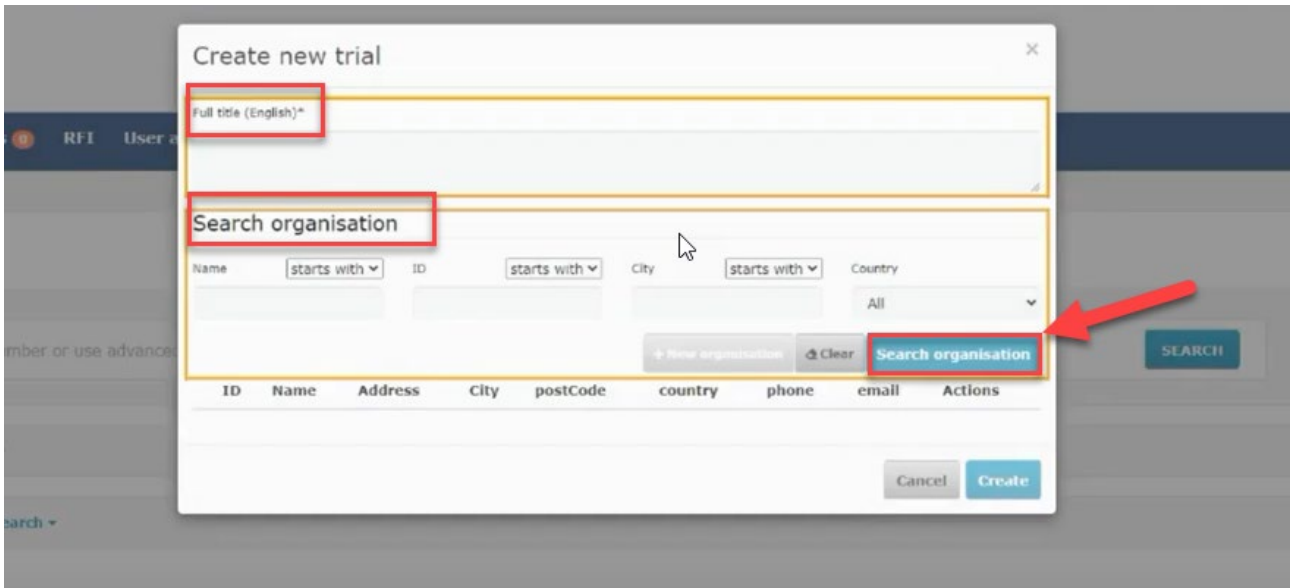 Create new trial ×
Full title (English)*
0 RFI User a
Search organisation
Name starts with ID starts with City starts with Country
All
+ New organisation Clear Search organisation
mber or use advanced SEARCH
ID Name Address City postCode country phone email Actions
Cancel Create
earch